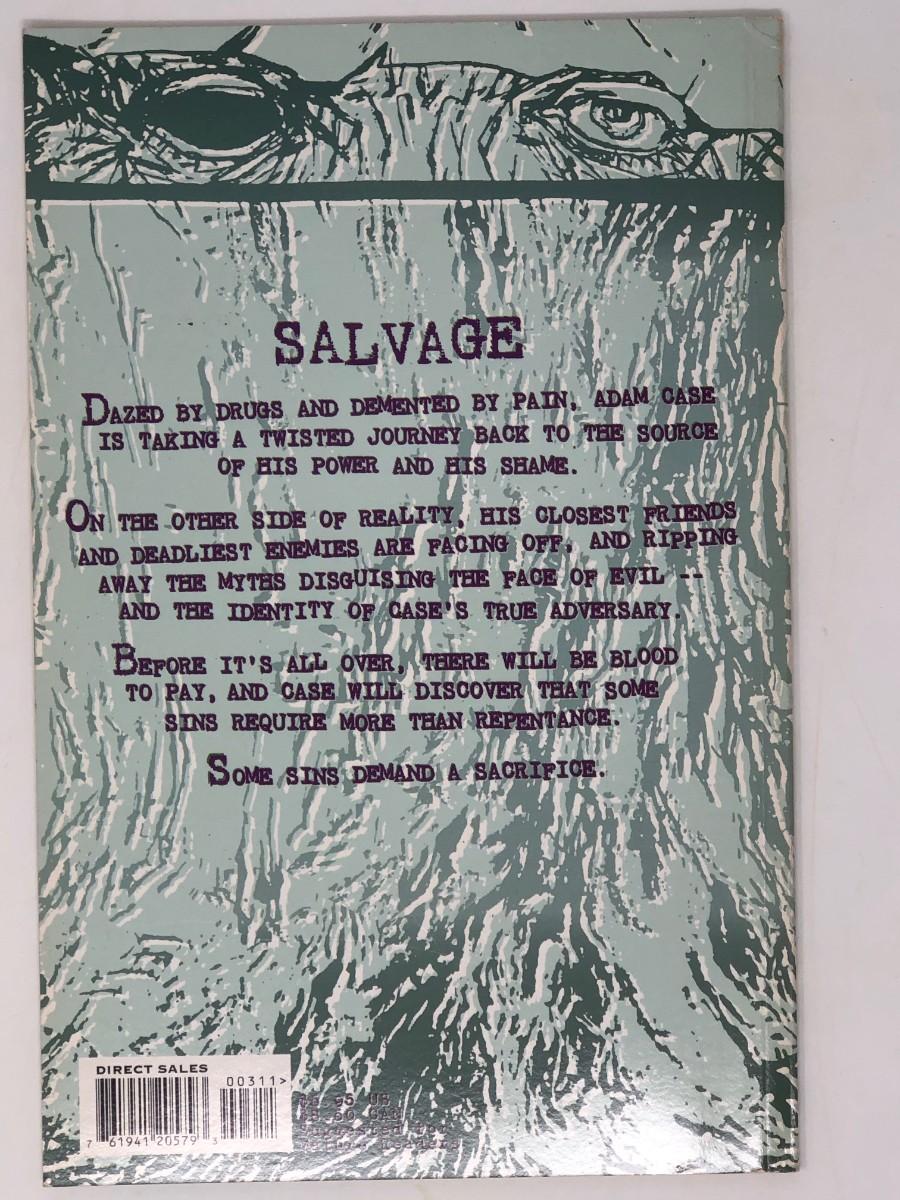 SALVAGE
DAZED BY DRUGS AND DEMENTED BY PAIN, ADAM CASE
IS TAKING A TWISTED JOURNEY BACK TO THE SOURCE
OF HIS POWER AND HIS SHAME.
ON THE OTHER SIDE OF REALITY, HIS CLOSEST FRIENDS
AND DEADLIEST ENEMIES ARE FACING OFF, AND RIPPING
AWAY THE MYTHS DISGUISING THE FACE OF EVIL --
AND THE IDENTITY OF CASE'S TRUE ADVERSARY.
BEFORE IT'S ALL OVER, THERE WILL BE BLOOD
TO PAY, AND CASE WILL DISCOVER THAT SOME
SINS REQUIRE MORE THAN REPENTANCE.
SOME SINS DEMAND A SACRIFICE.
DIRECT SALES
00311>
7 61941 20579 3
95 US
CAN